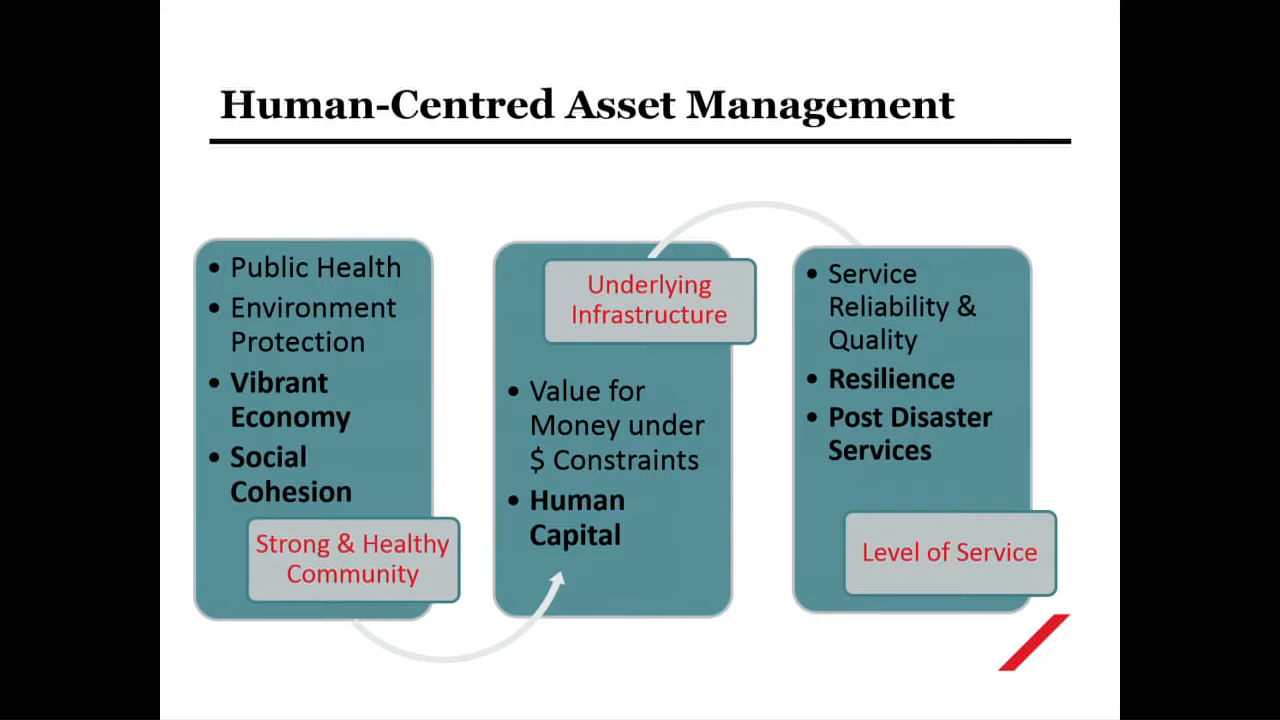 Human-Centred Asset Management
• Public Health
• Environment
Protection
• Vibrant
Economy
• Social
Cohesion
Strong & Healthy
Community
Underlying
Infrastructure
• Value for
Money under
$ Constraints
• Human
Capital
• Service
Reliability &
Quality
• Resilience
• Post Disaster
Services
Level of Service